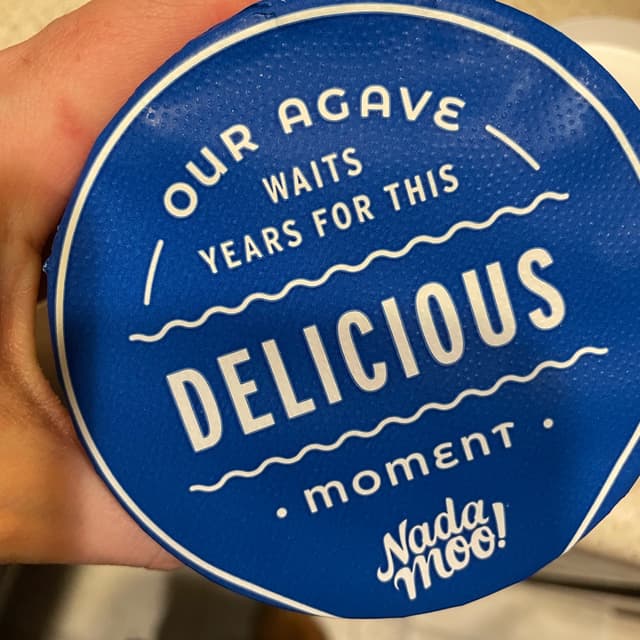 OUR AGAVE
WAITS
YEARS FOR THIS
DELICIOUS
• moment •
Nada
moo!